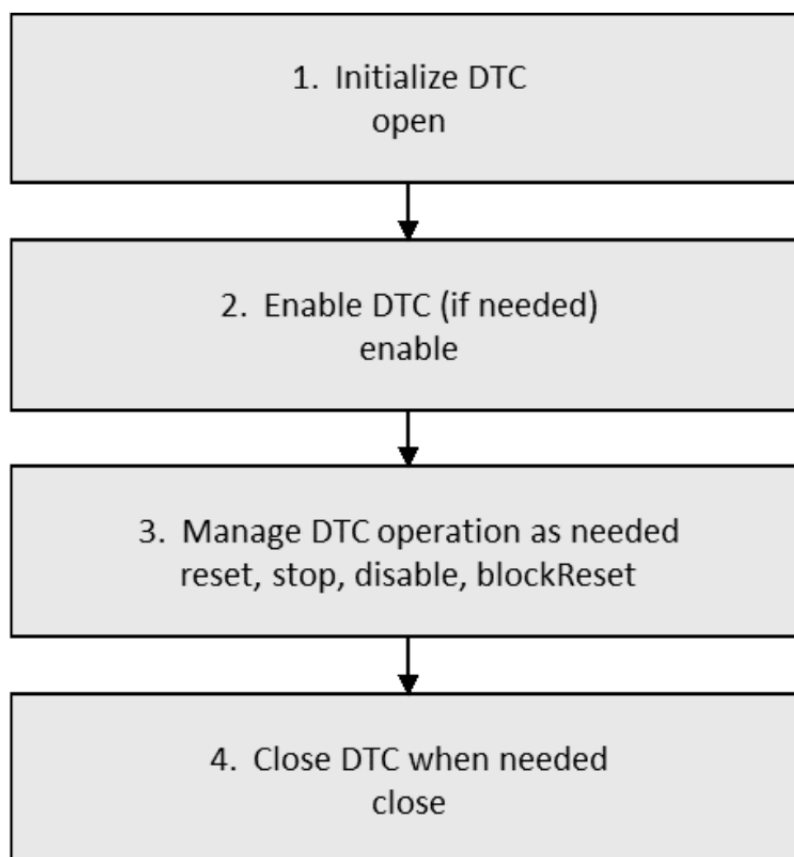 1. Initialize DTC
open
2. Enable DTC (if needed)
enable
3. Manage DTC operation as needed
reset, stop, disable, blockReset
4. Close DTC when needed
close